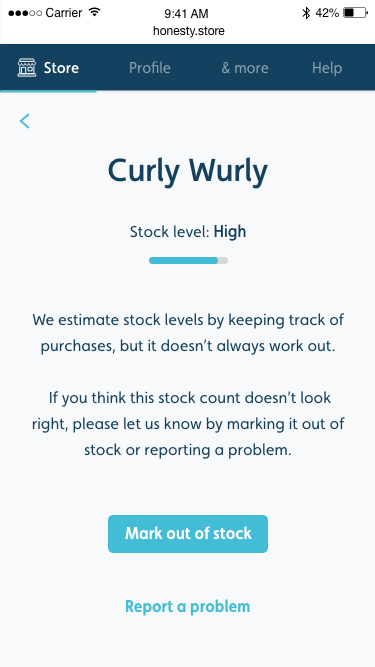 Carrier 9:41 AM 42%
honesty.store
Store Profile & more Help
Curly Wurly
Stock level: High
We estimate stock levels by keeping track of
purchases, but it doesn't always work out.
If you think this stock count doesn't look
right, please let us know by marking it out of
stock or reporting a problem.
Mark out of stock
Report a problem